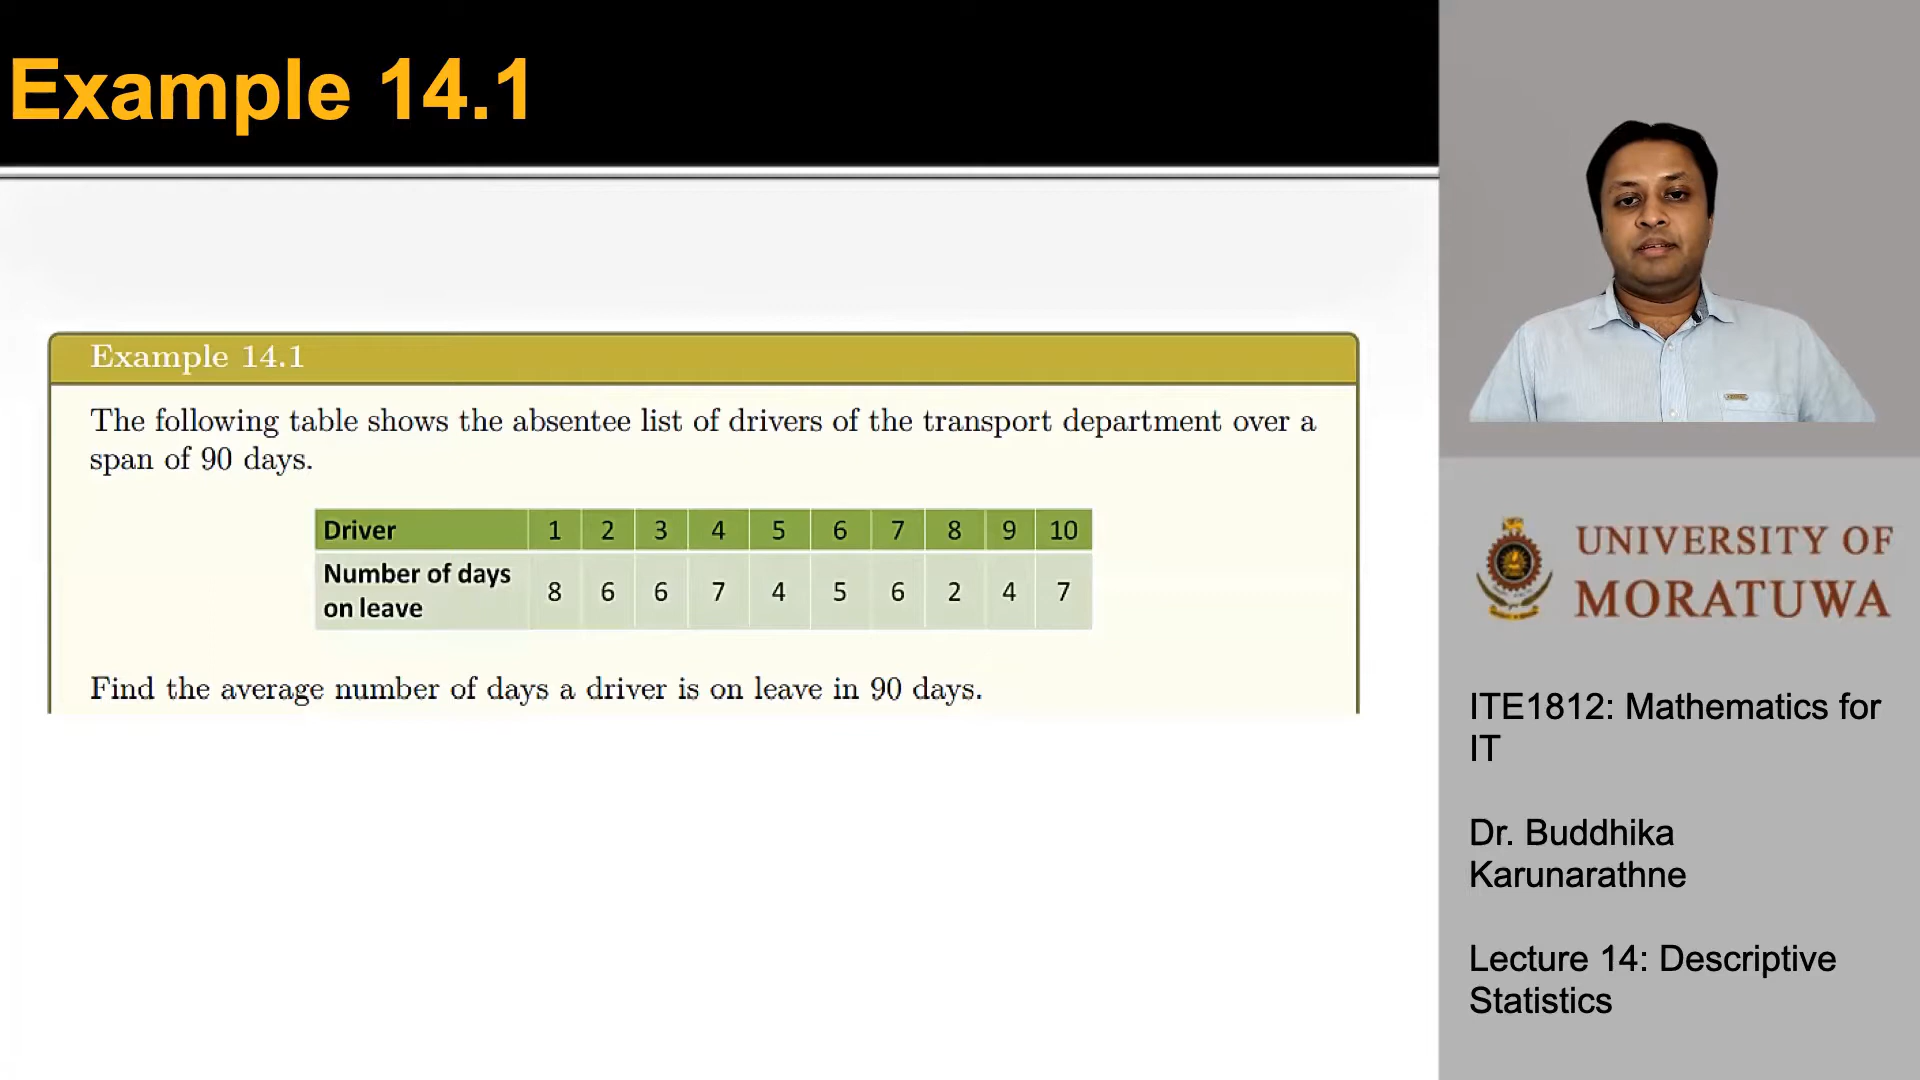 Example 14.1
Example 14.1
The following table shows the absentee list of drivers of the transport department over a
span of 90 days.
Driver 1 2 3 4 5 6 7 8 9 10
Number of days
on leave 8 6 6 7 4 5 6 2 4 7
Find the average number of days a driver is on leave in 90 days.
UNIVERSITY OF
MORATUWA
ITE1812: Mathematics for
IT
Dr. Buddhika
Karunarathne
Lecture 14: Descriptive
Statistics